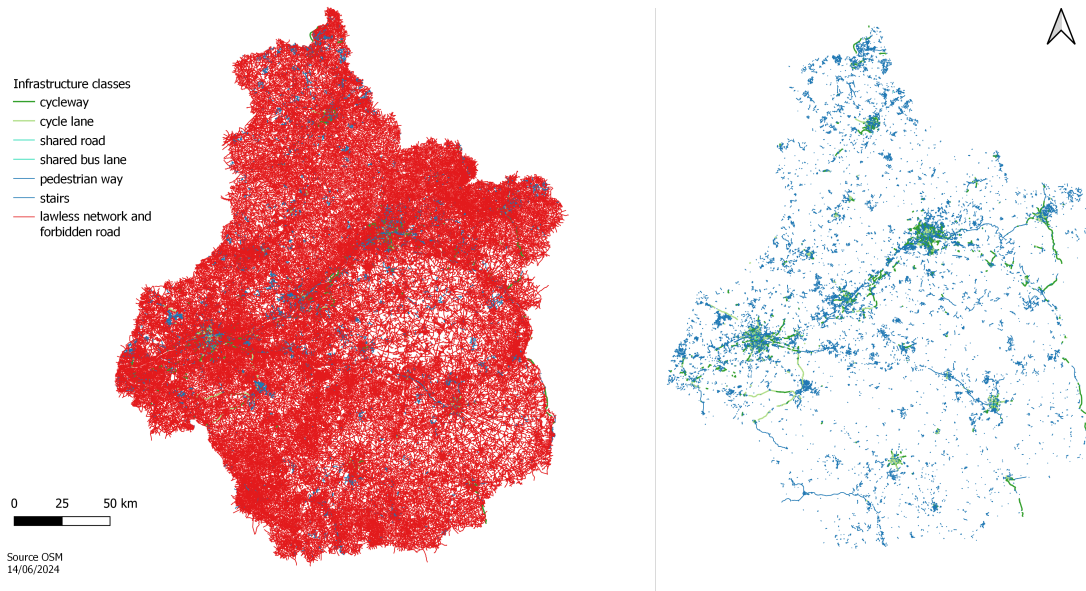 Infrastructure classes
cycleway
cycle lane
shared road
shared bus lane
pedestrian way
stairs
lawless network and
forbidden road
0 25 50 km
Source OSM
14/06/2024